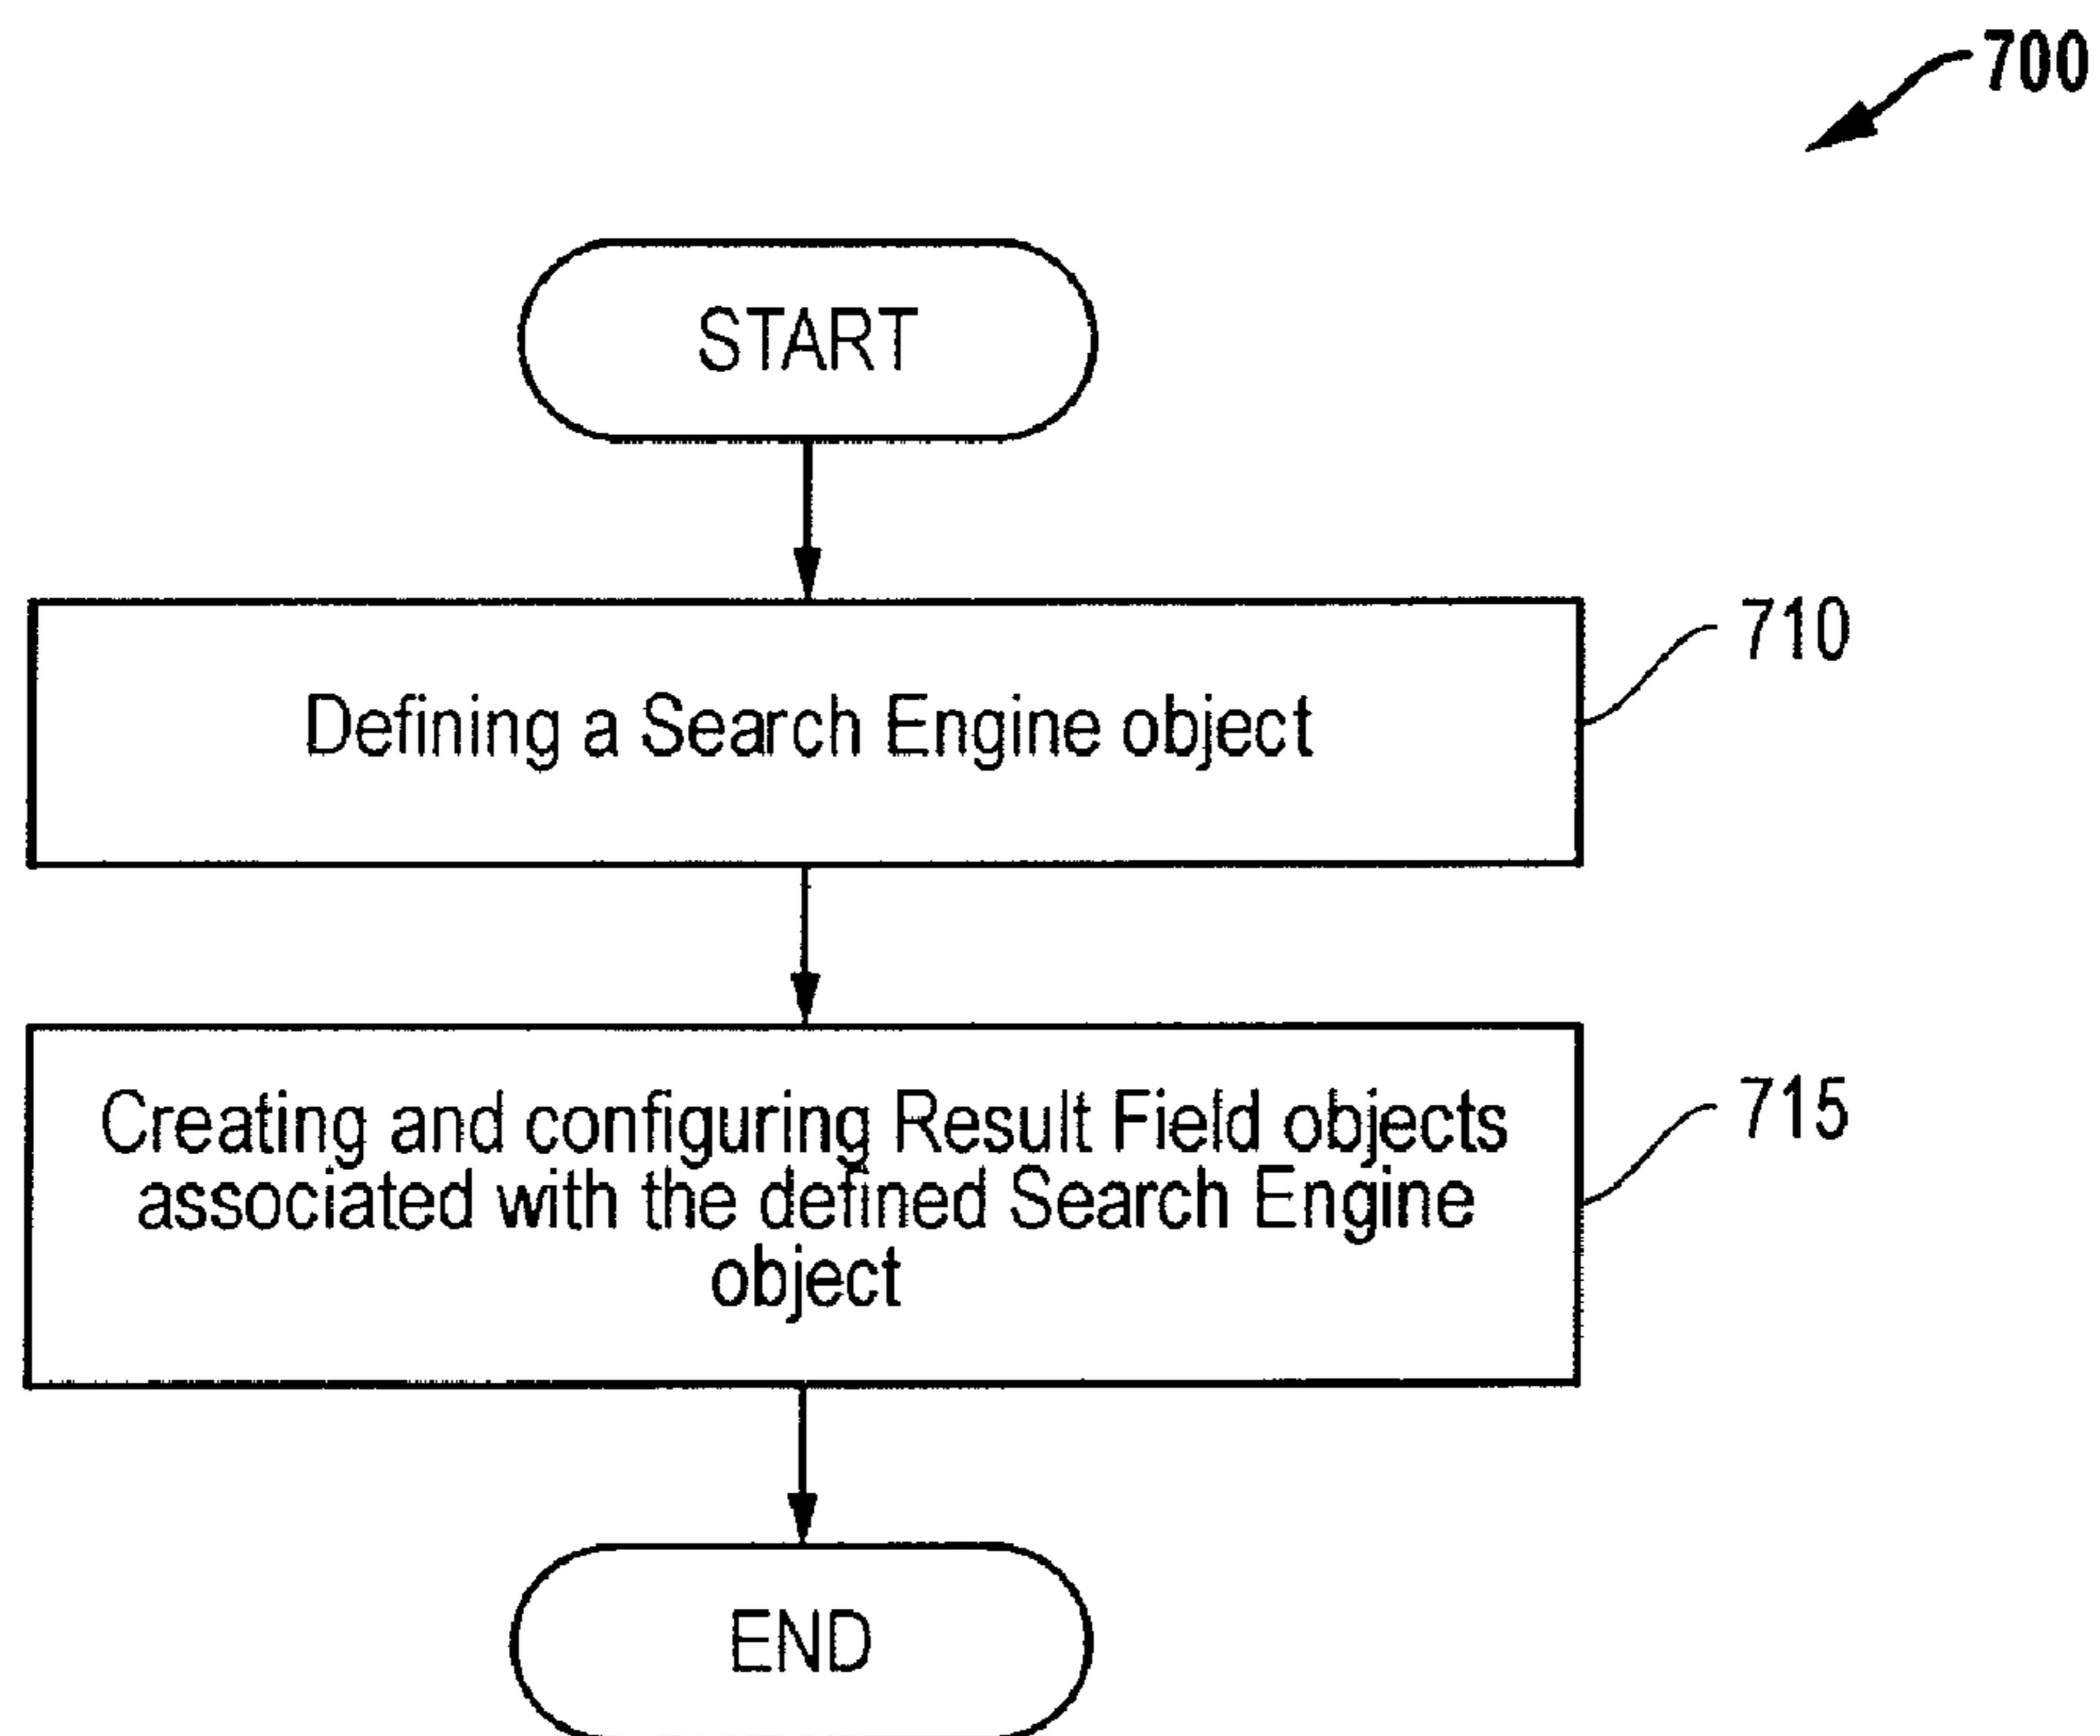 700
START
710
Defining a Search Engine object
715
Creating and configuring Result Field objects
associated with the defined Search Engine
object
END